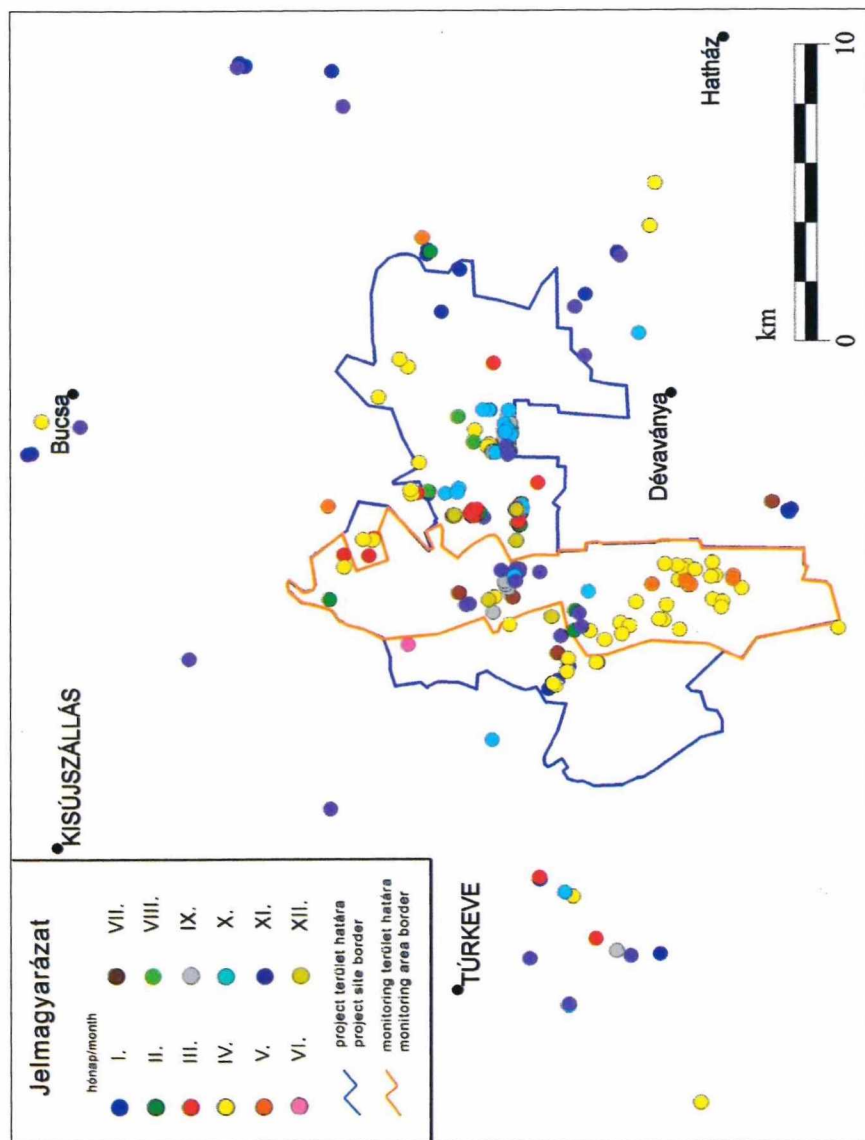 Jelmagyarázat
hónap/month
I. VII.
II. VIII.
III. IX.
IV. X.
V. XI.
VI. XII.
project terület határa
project site border
monitoring terület határa
monitoring area border
KISÚJSZÁLLÁS
Bucsa
TÚRKEVE
Dévaványa
Hatház
km
0 10